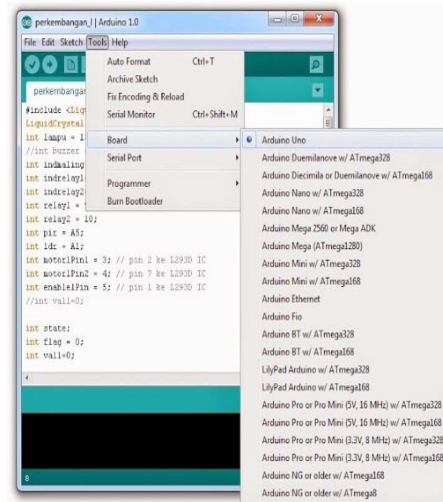 perkembangan_l | Arduino 1.0
File Edit Sketch Tools Help
perkembangan
#include <Liq
LiquidCrystal
int lampu = 1
//int buzzer
int indmaling
int indrelay1
int indrelay2
int relay1 =
int relay2 = 10;
int pir = A5;
int ldr = A1;
int motor1Pin1 = 3; // pin 2 ke L293D IC
int motor1Pin2 = 4; // pin 7 ke L293D IC
int enable1Pin = 5; // pin 1 ke L293D IC
//int val1=0;
int state;
int flag = 0;
int val1=0;
8
Auto Format Ctrl+T
Archive Sketch
Fix Encoding & Reload
Serial Monitor Ctrl+Shift+M
Board
Serial Port
Programmer
Burn Bootloader
Arduino Uno
Arduino Duemilanove w/ ATmega328
Arduino Diecimila or Duemilanove w/ ATmega168
Arduino Nano w/ ATmega328
Arduino Nano w/ ATmega168
Arduino Mega 2560 or Mega ADK
Arduino Mega (ATmega1280)
Arduino Mini w/ ATmega328
Arduino Mini w/ ATmega168
Arduino Ethernet
Arduino Fio
Arduino BT w/ ATmega328
Arduino BT w/ ATmega168
LilyPad Arduino w/ ATmega328
LilyPad Arduino w/ ATmega168
Arduino Pro or Pro Mini (5V, 16 MHz) w/ ATmega328
Arduino Pro or Pro Mini (5V, 16 MHz) w/ ATmega168
Arduino Pro or Pro Mini (3.3V, 8 MHz) w/ ATmega328
Arduino Pro or Pro Mini (3.3V, 8 MHz) w/ ATmega168
Arduino NG or older w/ ATmega168
Arduino NG or older w/ ATmega8